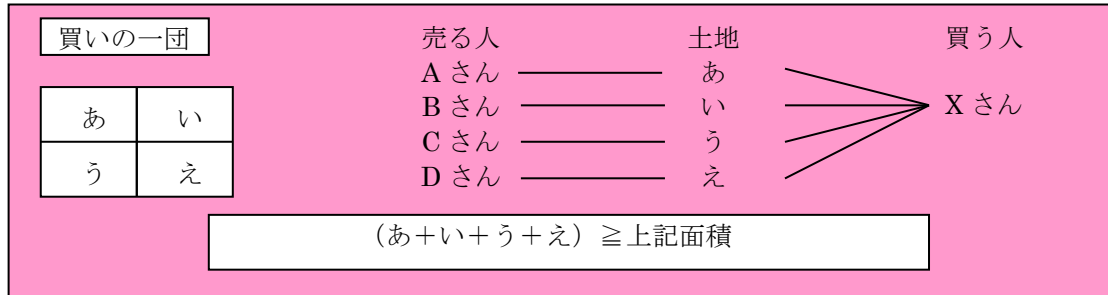 買いの一団
売る人 土地 買う人
Aさん あ
Bさん い Xさん
Cさん う
Dさん え
あ い
う え
(あ+い+う+え)≧上記面積